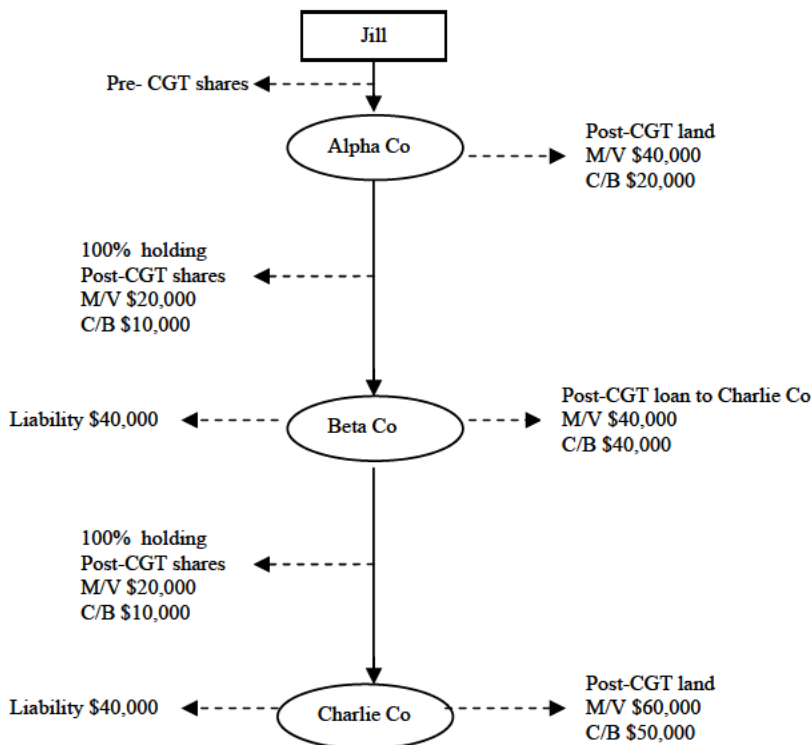 Jill
Pre- CGT shares
Alpha Co
Post-CGT land
M/V $40,000
C/B $20,000
100% holding
Post-CGT shares
M/V $20,000
C/B $10,000
Liability $40,000
Beta Co
Post-CGT loan to Charlie Co
M/V $40,000
C/B $40,000
100% holding
Post-CGT shares
M/V $20,000
C/B $10,000
Liability $40,000
Charlie Co
Post-CGT land
M/V $60,000
C/B $50,000